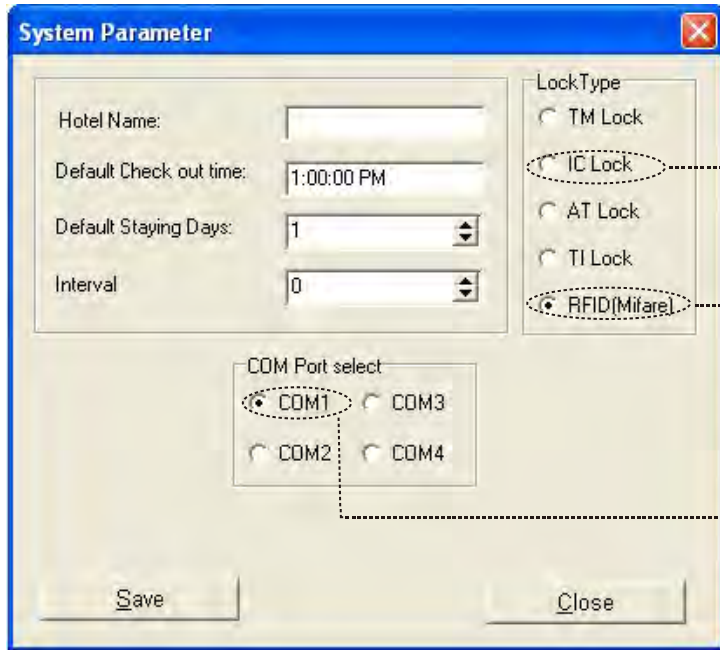 System Parameter
Hotel Name:
Default Check out time: 1:00:00 PM
Default Staying Days: 1
Interval 0
LockType
TM Lock
IC Lock
AT Lock
TI Lock
RFID(Mifare)
COM Port select
COM1 COM3
COM2 COM4
Save Close